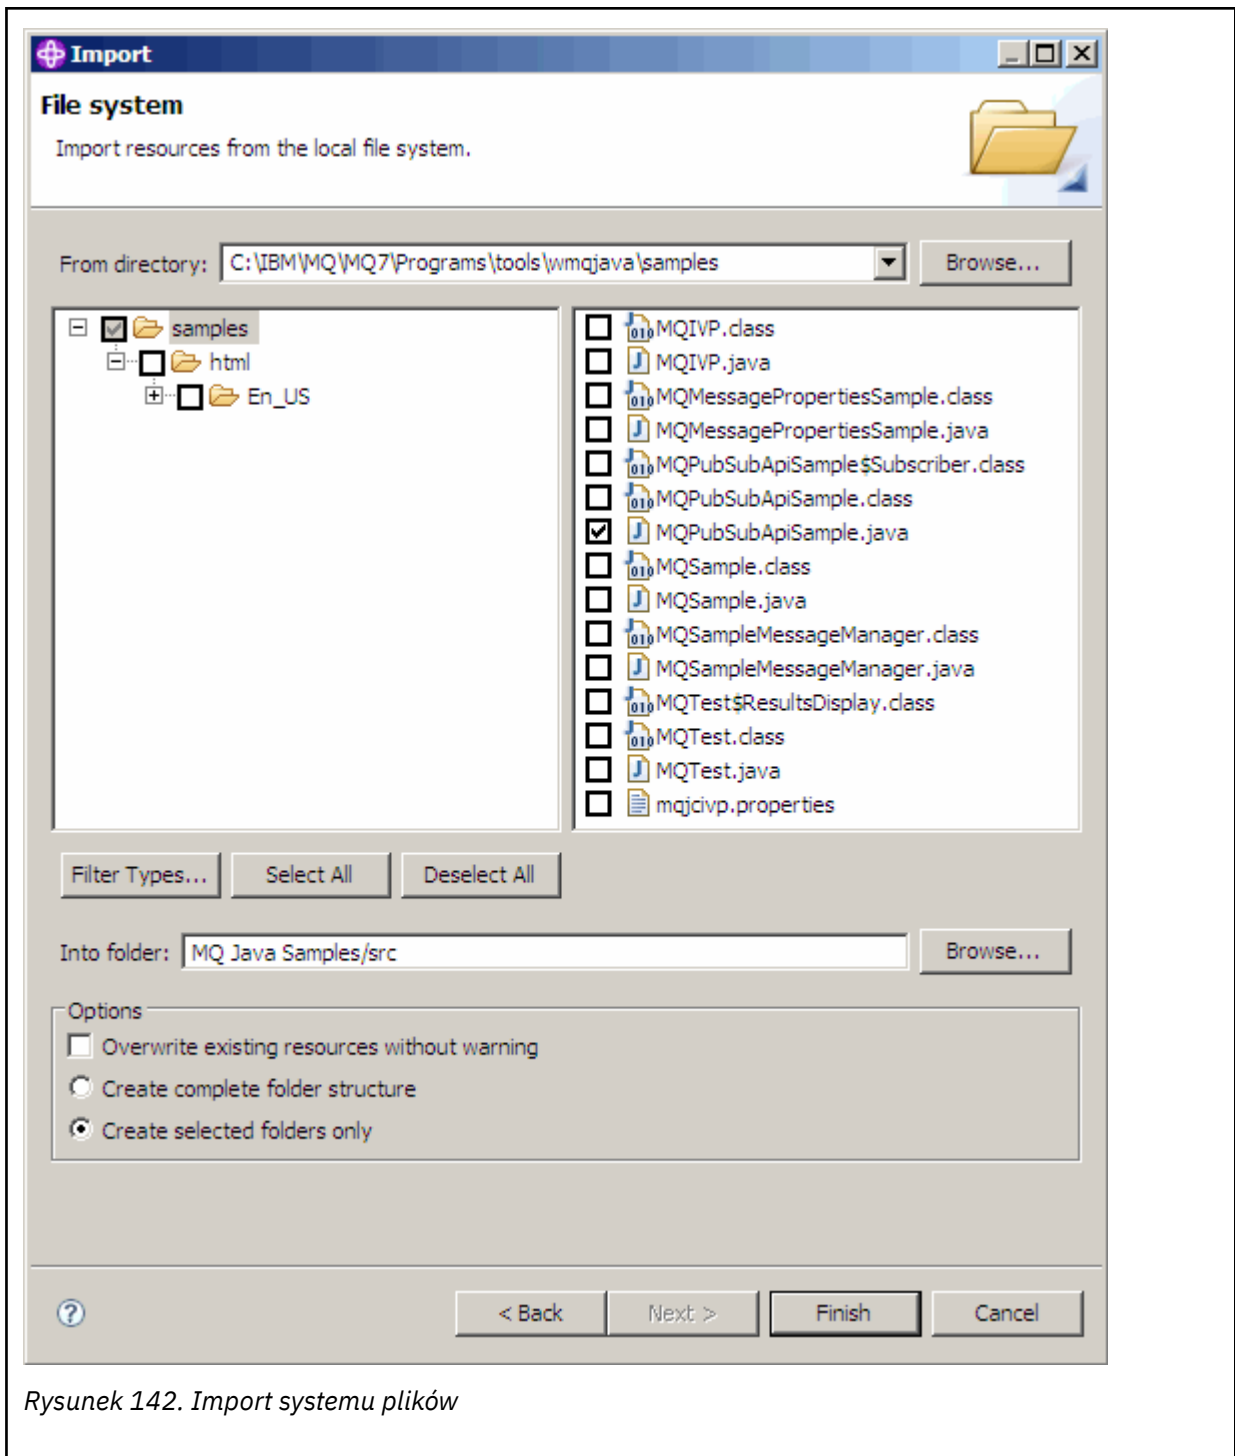 Import
File system
Import resources from the local file system.
From directory: C:\IBM\MQ\MQ7\Programs\tools\wmqjava\samples Browse...
samples
html
En_US
MQIVP.class
MQIVP.java
MQMessagePropertiesSample.class
MQMessagePropertiesSample.java
MQPubSubApiSample$Subscriber.class
MQPubSubApiSample.class
MQPubSubApiSample.java
MQSample.class
MQSample.java
MQSampleMessageManager.class
MQSampleMessageManager.java
MQTest$ResultsDisplay.class
MQTest.class
MQTest.java
mqjcivp.properties
Filter Types... Select All Deselect All
Into folder: MQ Java Samples/src Browse...
Options
Overwrite existing resources without warning
Create complete folder structure
Create selected folders only
< Back Next > Finish Cancel
Rysunek 142. Import systemu plików